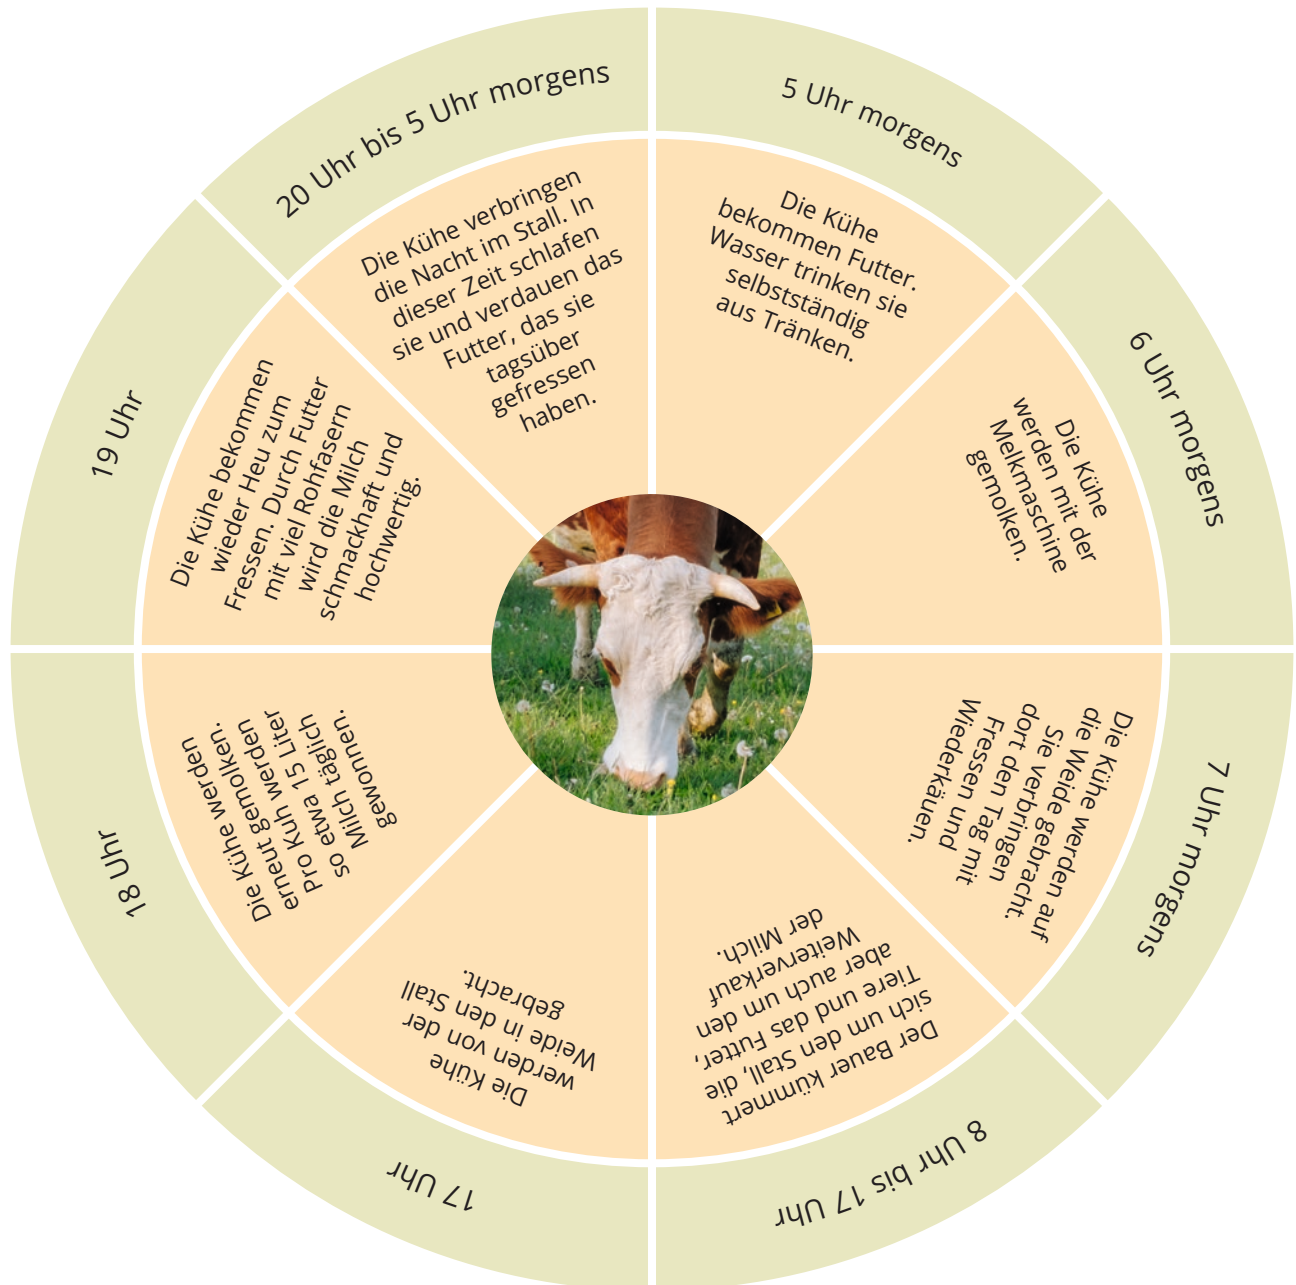 5 Uhr morgens
Die Kühe
bekommen Futter.
Wasser trinken sie
selbstständig
aus Tränken.
6 Uhr morgens
Die Kühe
werden mit der
Melkmaschine
gemolken.
7 Uhr morgens
Die Kühe werden auf
die Weide gebracht.
Sie verbringen
dort den Tag mit
Fressen und
Wiederkäuen.
8 Uhr bis 17 Uhr
Der Bauer kümmert
sich um den Stall, die
Tiere und das Futter,
aber auch um den
Weiterverkauf
der Milch.
17 Uhr
Die Kühe
werden von der
Weide in den Stall
gebracht.
18 Uhr
Die Kühe werden
erneut gemolken.
Pro Kuh werden
so etwa 15 Liter
Milch täglich
gewonnen.
19 Uhr
Die Kühe bekommen
wieder Heu zum
Fressen. Durch Futter
mit viel Rohfasern
wird die Milch
schmackhaft und
hochwertig.
20 Uhr bis 5 Uhr morgens
Die Kühe verbringen
die Nacht im Stall. In
dieser Zeit schlafen
sie und verdauen das
Futter, das sie
tagsüber
gefressen
haben.